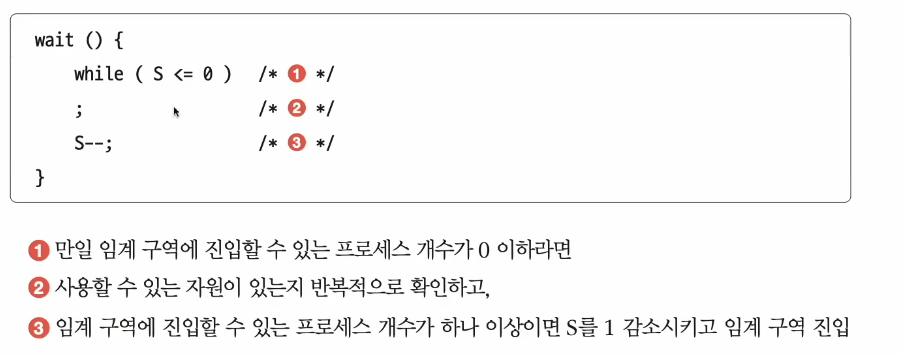 wait () {
while ( S <= 0 ) /* ❶ */
; /* ❷ */
S--; /* ❸ */
}
❶ 만일 임계 구역에 진입할 수 있는 프로세스 개수가 0 이하라면
❷ 사용할 수 있는 자원이 있는지 반복적으로 확인하고,
❸ 임계 구역에 진입할 수 있는 프로세스 개수가 하나 이상이면 S를 1 감소시키고 임계 구역 진입